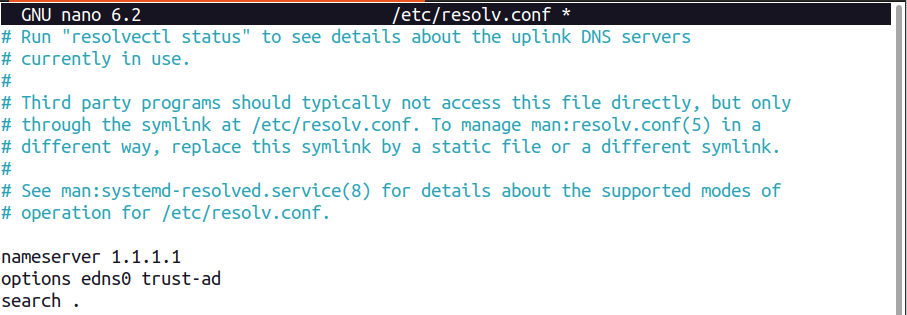 GNU nano 6.2 /etc/resolv.conf *
# Run "resolvectl status" to see details about the uplink DNS servers
# currently in use.
#
# Third party programs should typically not access this file directly, but only
# through the symlink at /etc/resolv.conf. To manage man:resolv.conf(5) in a
# different way, replace this symlink by a static file or a different symlink.
#
# See man:systemd-resolved.service(8) for details about the supported modes of
# operation for /etc/resolv.conf.
nameserver 1.1.1.1
options edns0 trust-ad
search .